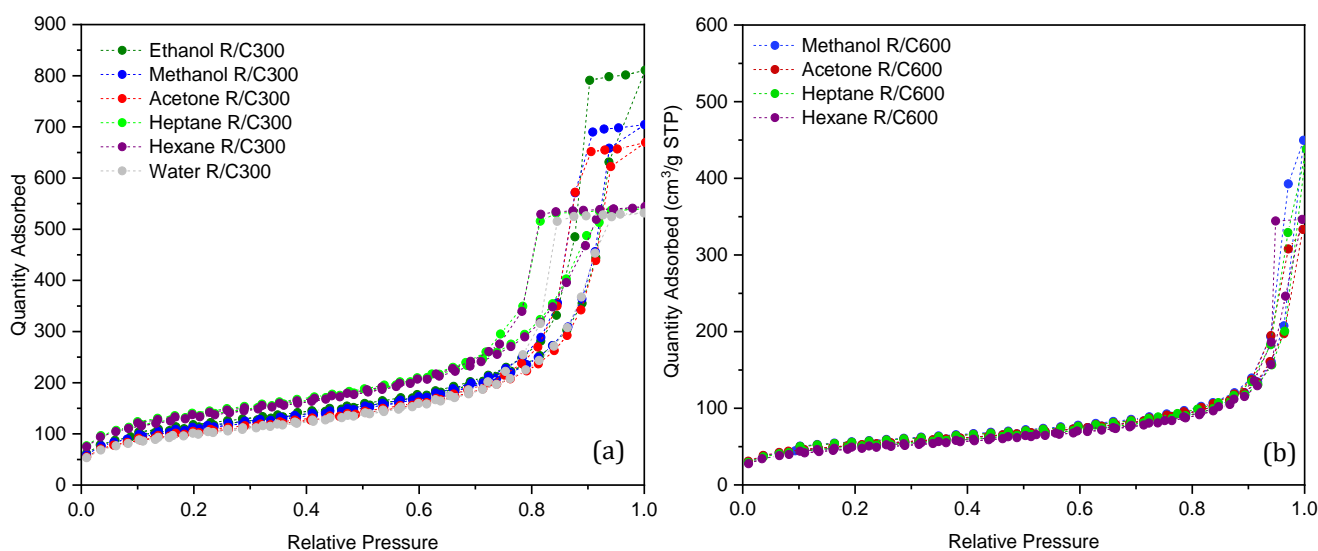 900
800
700
600
500
400
300
200
100
0
Quantity Adsorbed
Ethanol R/C300
Methanol R/C300
Acetone R/C300
Heptane R/C300
Hexane R/C300
Water R/C300
(a)
0.0 0.2 0.4 0.6 0.8 1.0
Relative Pressure
600
500
400
300
200
100
0
Quantity Adsorbed (cm³/g STP)
Methanol R/C600
Acetone R/C600
Heptane R/C600
Hexane R/C600
(b)
0.0 0.2 0.4 0.6 0.8 1.0
Relative Pressure